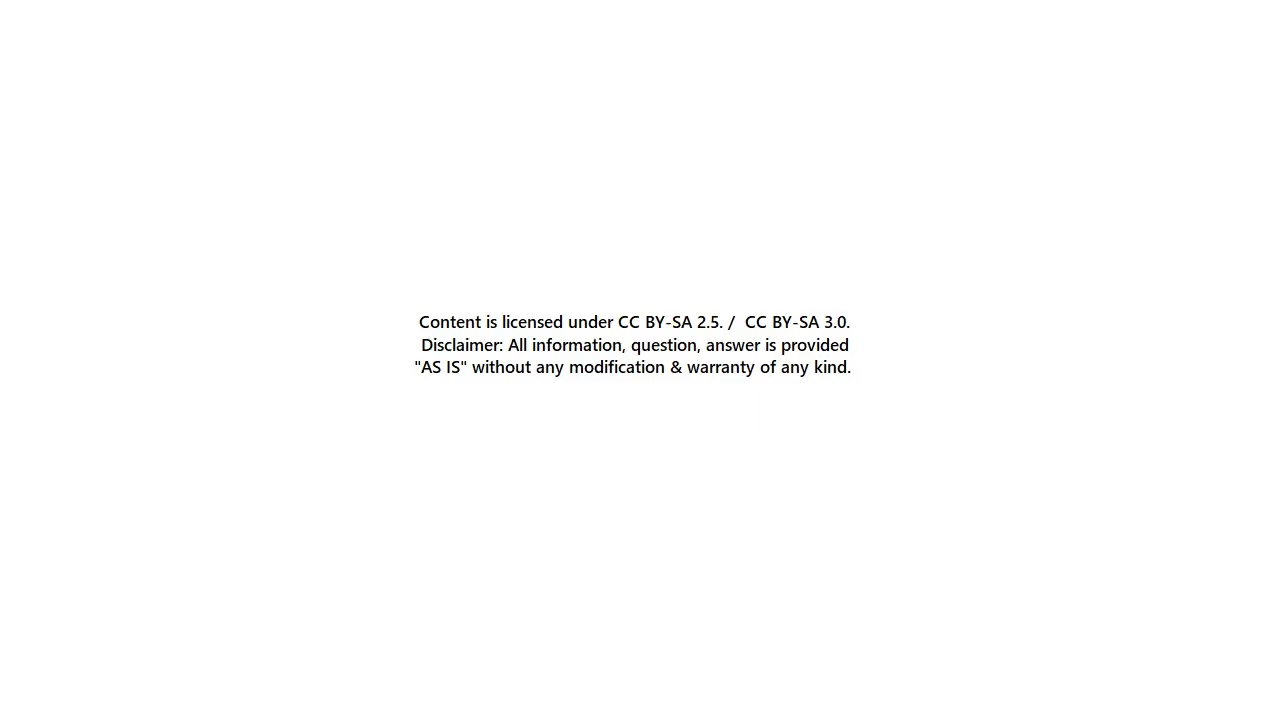 Content is licensed under CC BY-SA 2.5. /  CC BY-SA 3.0.
Disclaimer: All information, question, answer is provided
"AS IS" without any modification & warranty of any kind.